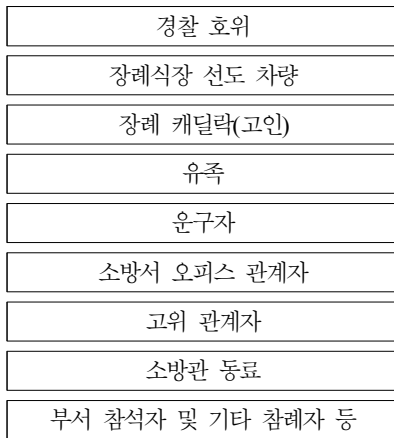 경찰 호위
장례식장 선도 차량
장례 캐딜락(고인)
유족
운구자
소방서 오피스 관계자
고위 관계자
소방관 동료
부서 참석자 및 기타 참례자 등